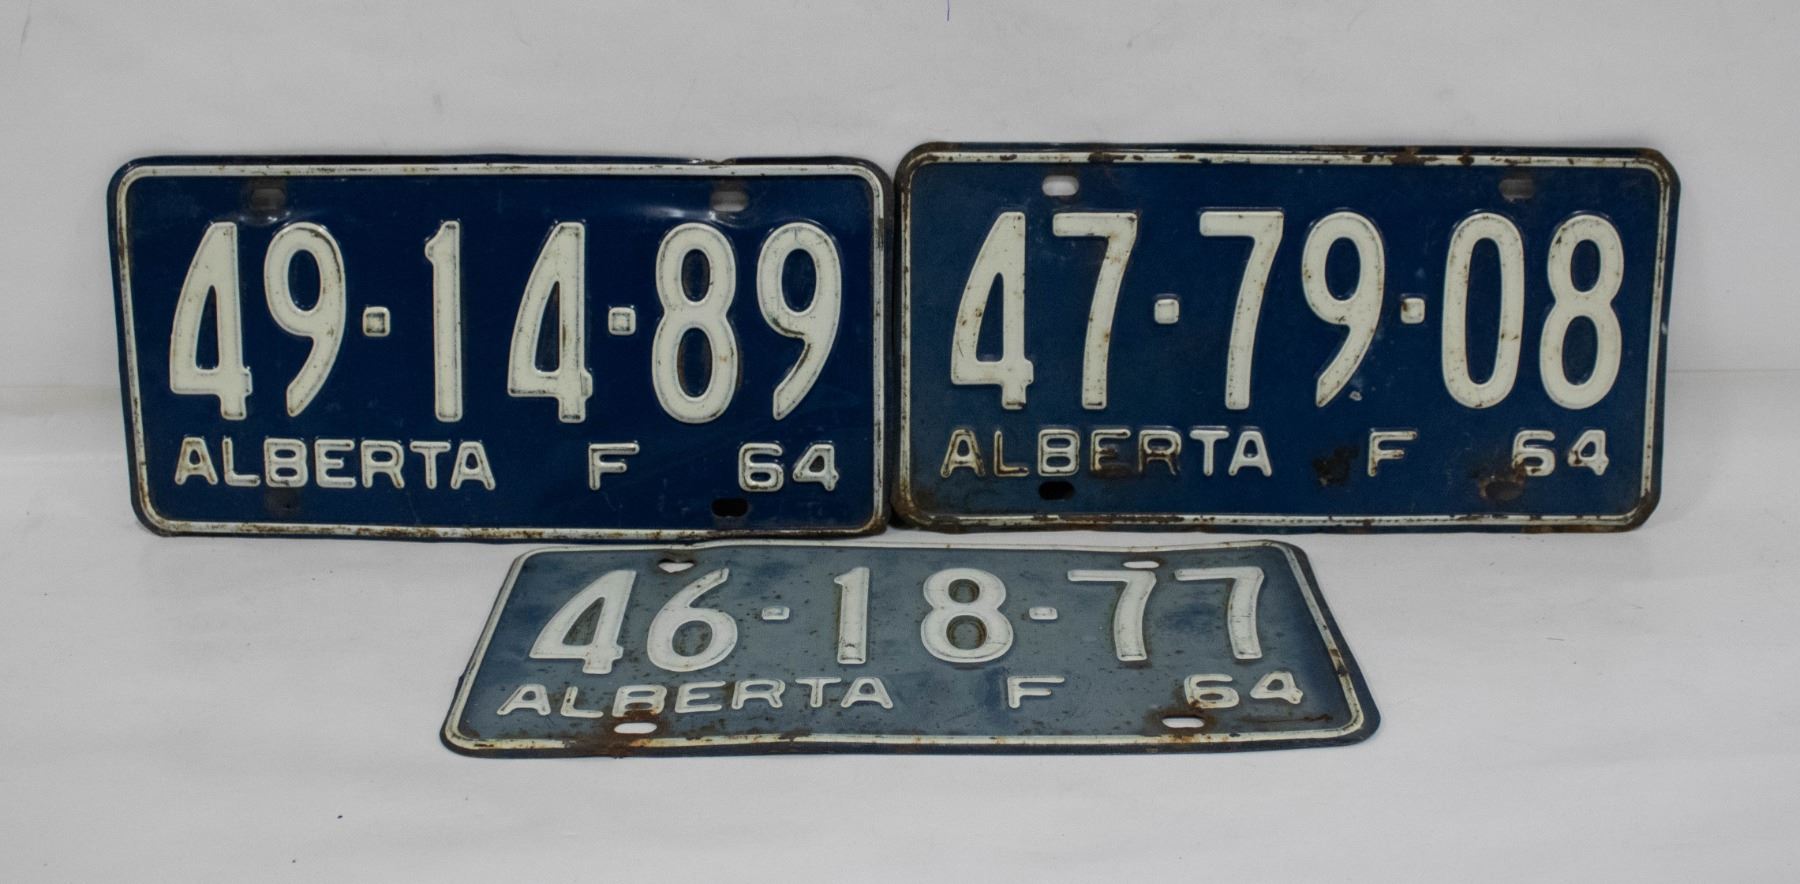 49-14-89
ALBERTA F 64
47-79-08
ALBERTA F 64
46-18-77
ALBERTA F 64